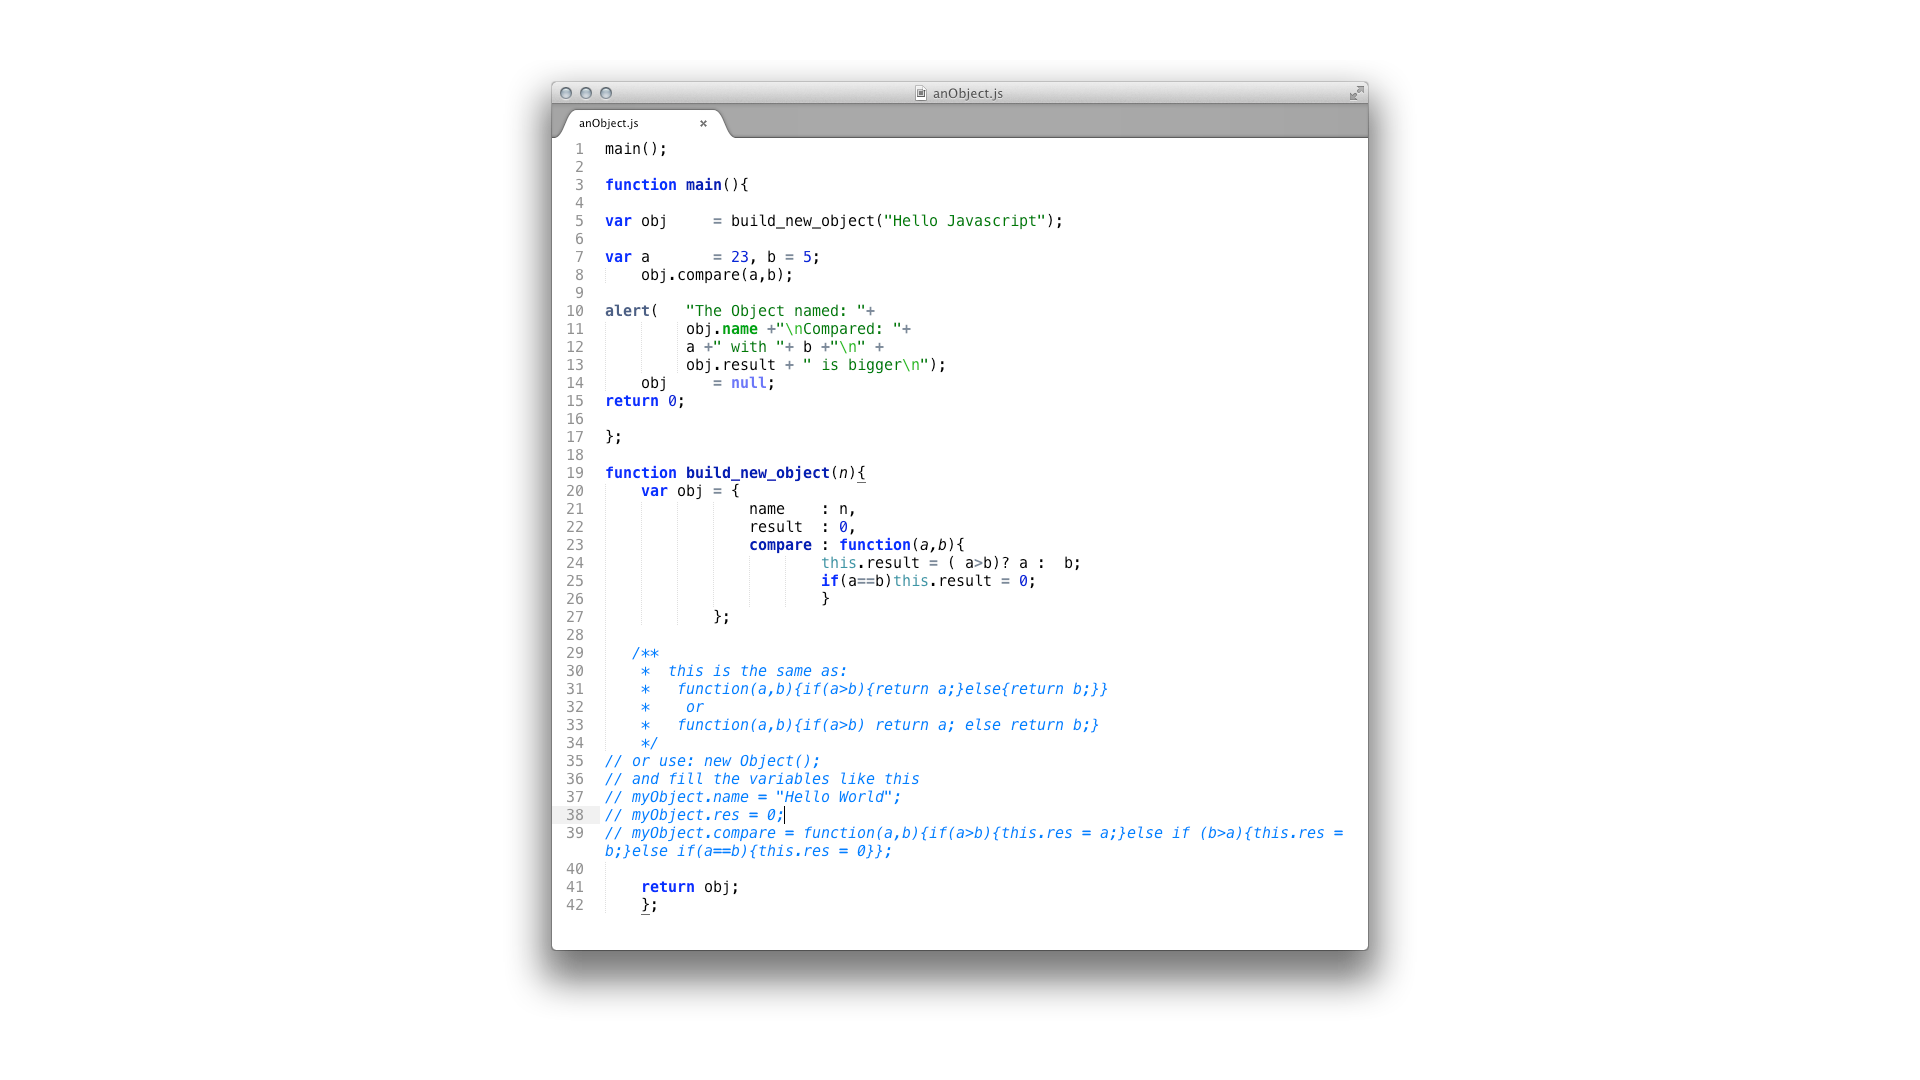 anObject.js
anObject.js
1 main();
2
3 function main(){
4
5 var obj     = build_new_object("Hello Javascript");
6
7 var a       = 23, b = 5;
8     obj.compare(a,b);
9
10 alert(   "The Object named: "+
11          obj.name +"\nCompared: "+
12          a +" with "+ b +"\n" +
13          obj.result + " is bigger\n");
14     obj     = null;
15 return 0;
16
17 };
18
19 function build_new_object(n){
20     var obj = {
21                 name    : n,
22                 result  : 0,
23                 compare : function(a,b){
24                         this.result = ( a>b)? a :  b;
25                         if(a==b)this.result = 0;
26                         }
27             };
28
29    /**
30     *  this is the same as:
31     *   function(a,b){if(a>b){return a;}else{return b;}}
32     *    or
33     *   function(a,b){if(a>b) return a; else return b;}
34     */
35 // or use: new Object();
36 // and fill the variables like this
37 // myObject.name = "Hello World";
38 // myObject.res = 0;
39 // myObject.compare = function(a,b){if(a>b){this.res = a;}else if (b>a){this.res =
b;}else if(a==b){this.res = 0}};
40
41     return obj;
42     };